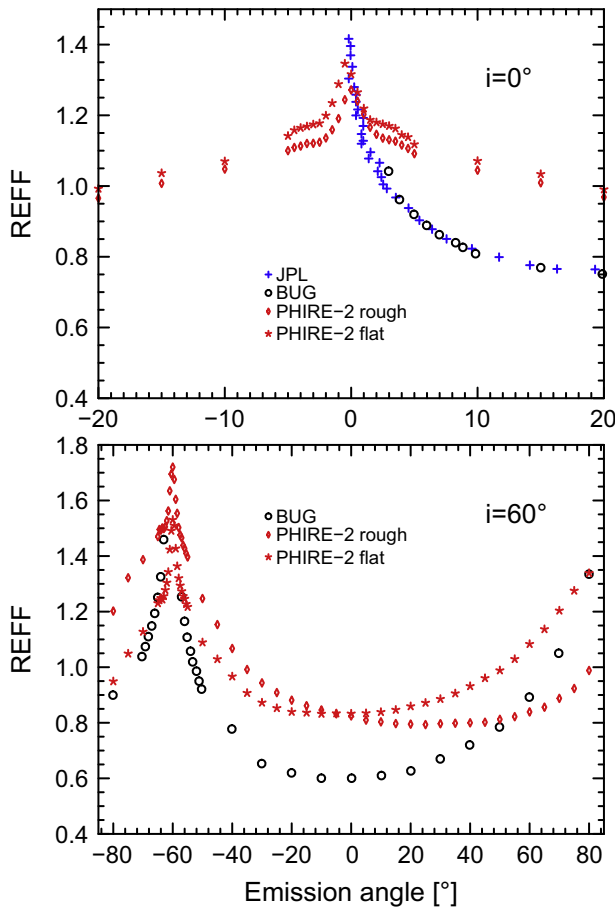 1.4
1.2
1.0
0.8
0.6
0.4
REFF
i=0°
JPL
BUG
PHIRE−2 rough
PHIRE−2 flat
−20 −10 0 10 20
1.8
1.6
1.4
1.2
1.0
0.8
0.6
0.4
REFF
i=60°
BUG
PHIRE−2 rough
PHIRE−2 flat
−80 −60 −40 −20 0 20 40 60 80
Emission angle [°]